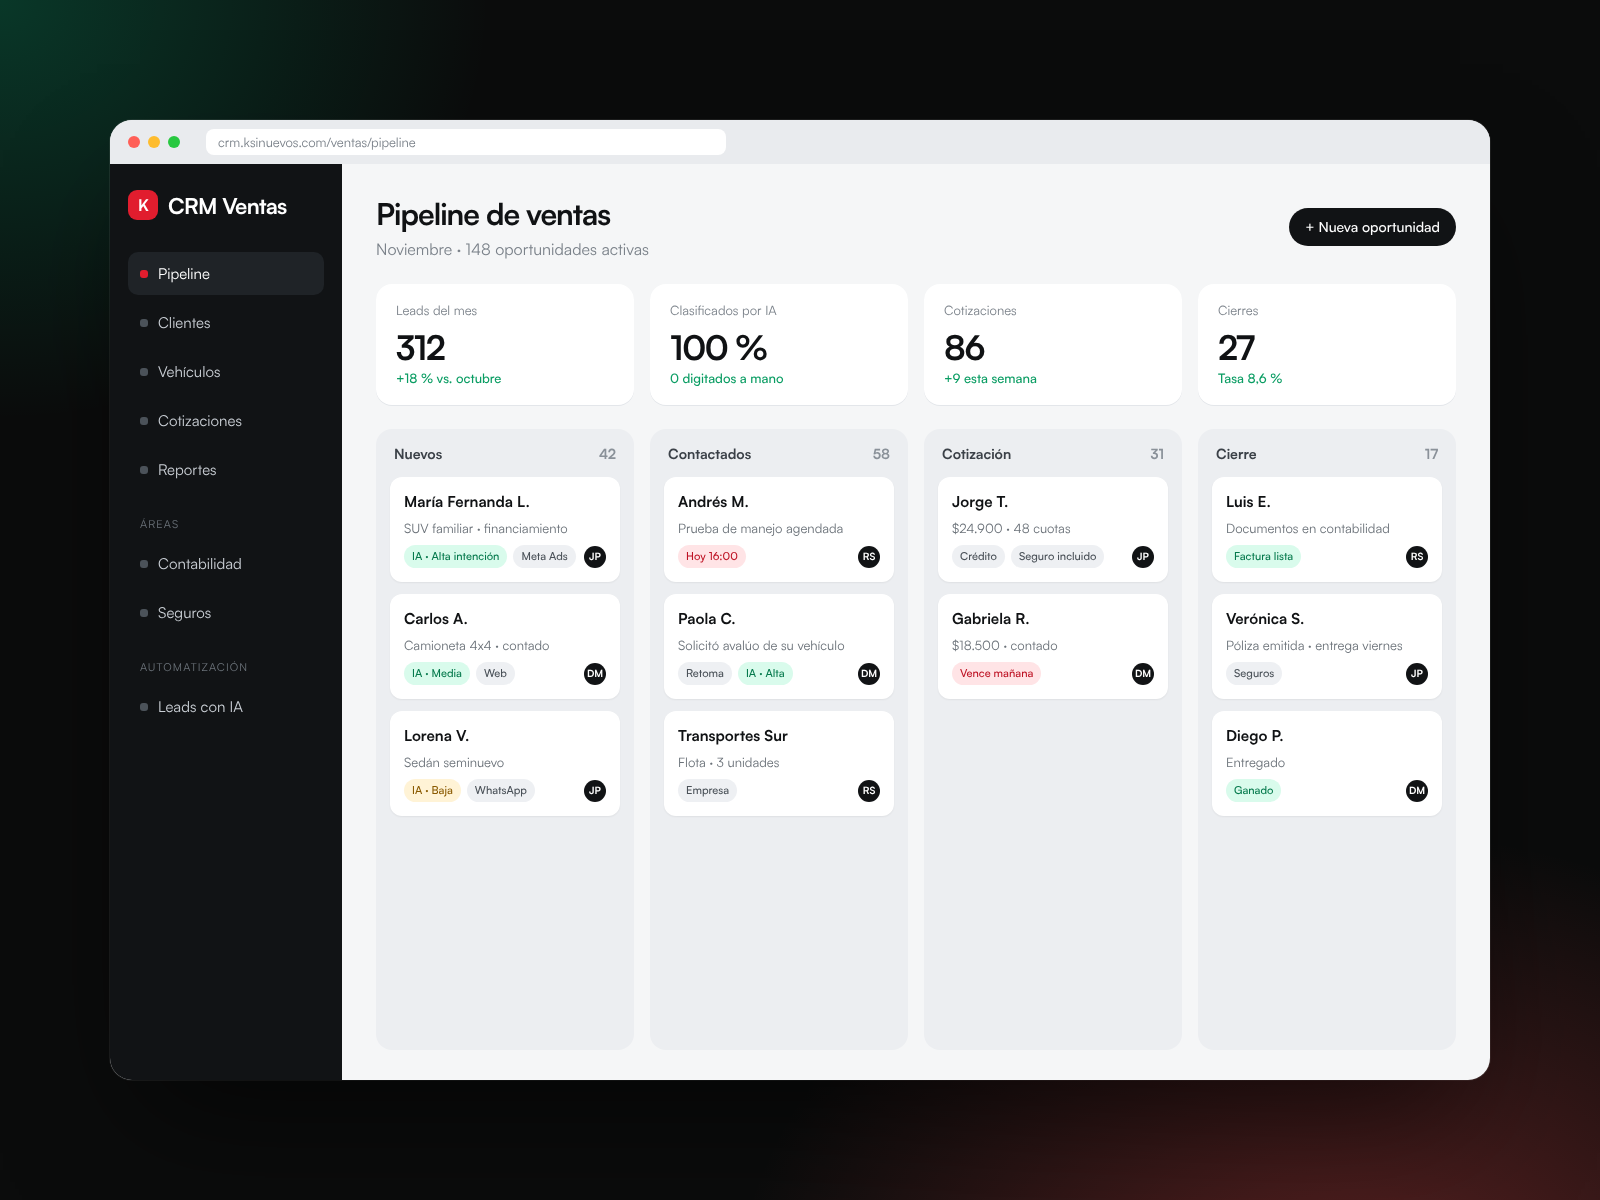 crm.ksinuevos.com/ventas/pipeline
K CRM Ventas
Pipeline
Clientes
Vehículos
Cotizaciones
Reportes
ÁREAS
Contabilidad
Seguros
AUTOMATIZACIÓN
Leads con IA
Pipeline de ventas
Noviembre · 148 oportunidades activas
+ Nueva oportunidad
Leads del mes
312
+18 % vs. octubre
Clasificados por IA
100 %
0 digitados a mano
Cotizaciones
86
+9 esta semana
Cierres
27
Tasa 8,6 %
Nuevos 42
María Fernanda L.
SUV familiar · financiamiento
IA · Alta intención Meta Ads JP
Carlos A.
Camioneta 4x4 · contado
IA · Media Web DM
Lorena V.
Sedán seminuevo
IA · Baja WhatsApp JP
Contactados 58
Andrés M.
Prueba de manejo agendada
Hoy 16:00 RS
Paola C.
Solicitó avalúo de su vehículo
Retoma IA · Alta DM
Transportes Sur
Flota · 3 unidades
Empresa RS
Cotización 31
Jorge T.
$24.900 · 48 cuotas
Crédito Seguro incluido JP
Gabriela R.
$18.500 · contado
Vence mañana DM
Cierre 17
Luis E.
Documentos en contabilidad
Factura lista RS
Verónica S.
Póliza emitida · entrega viernes
Seguros JP
Diego P.
Entregado
Ganado DM